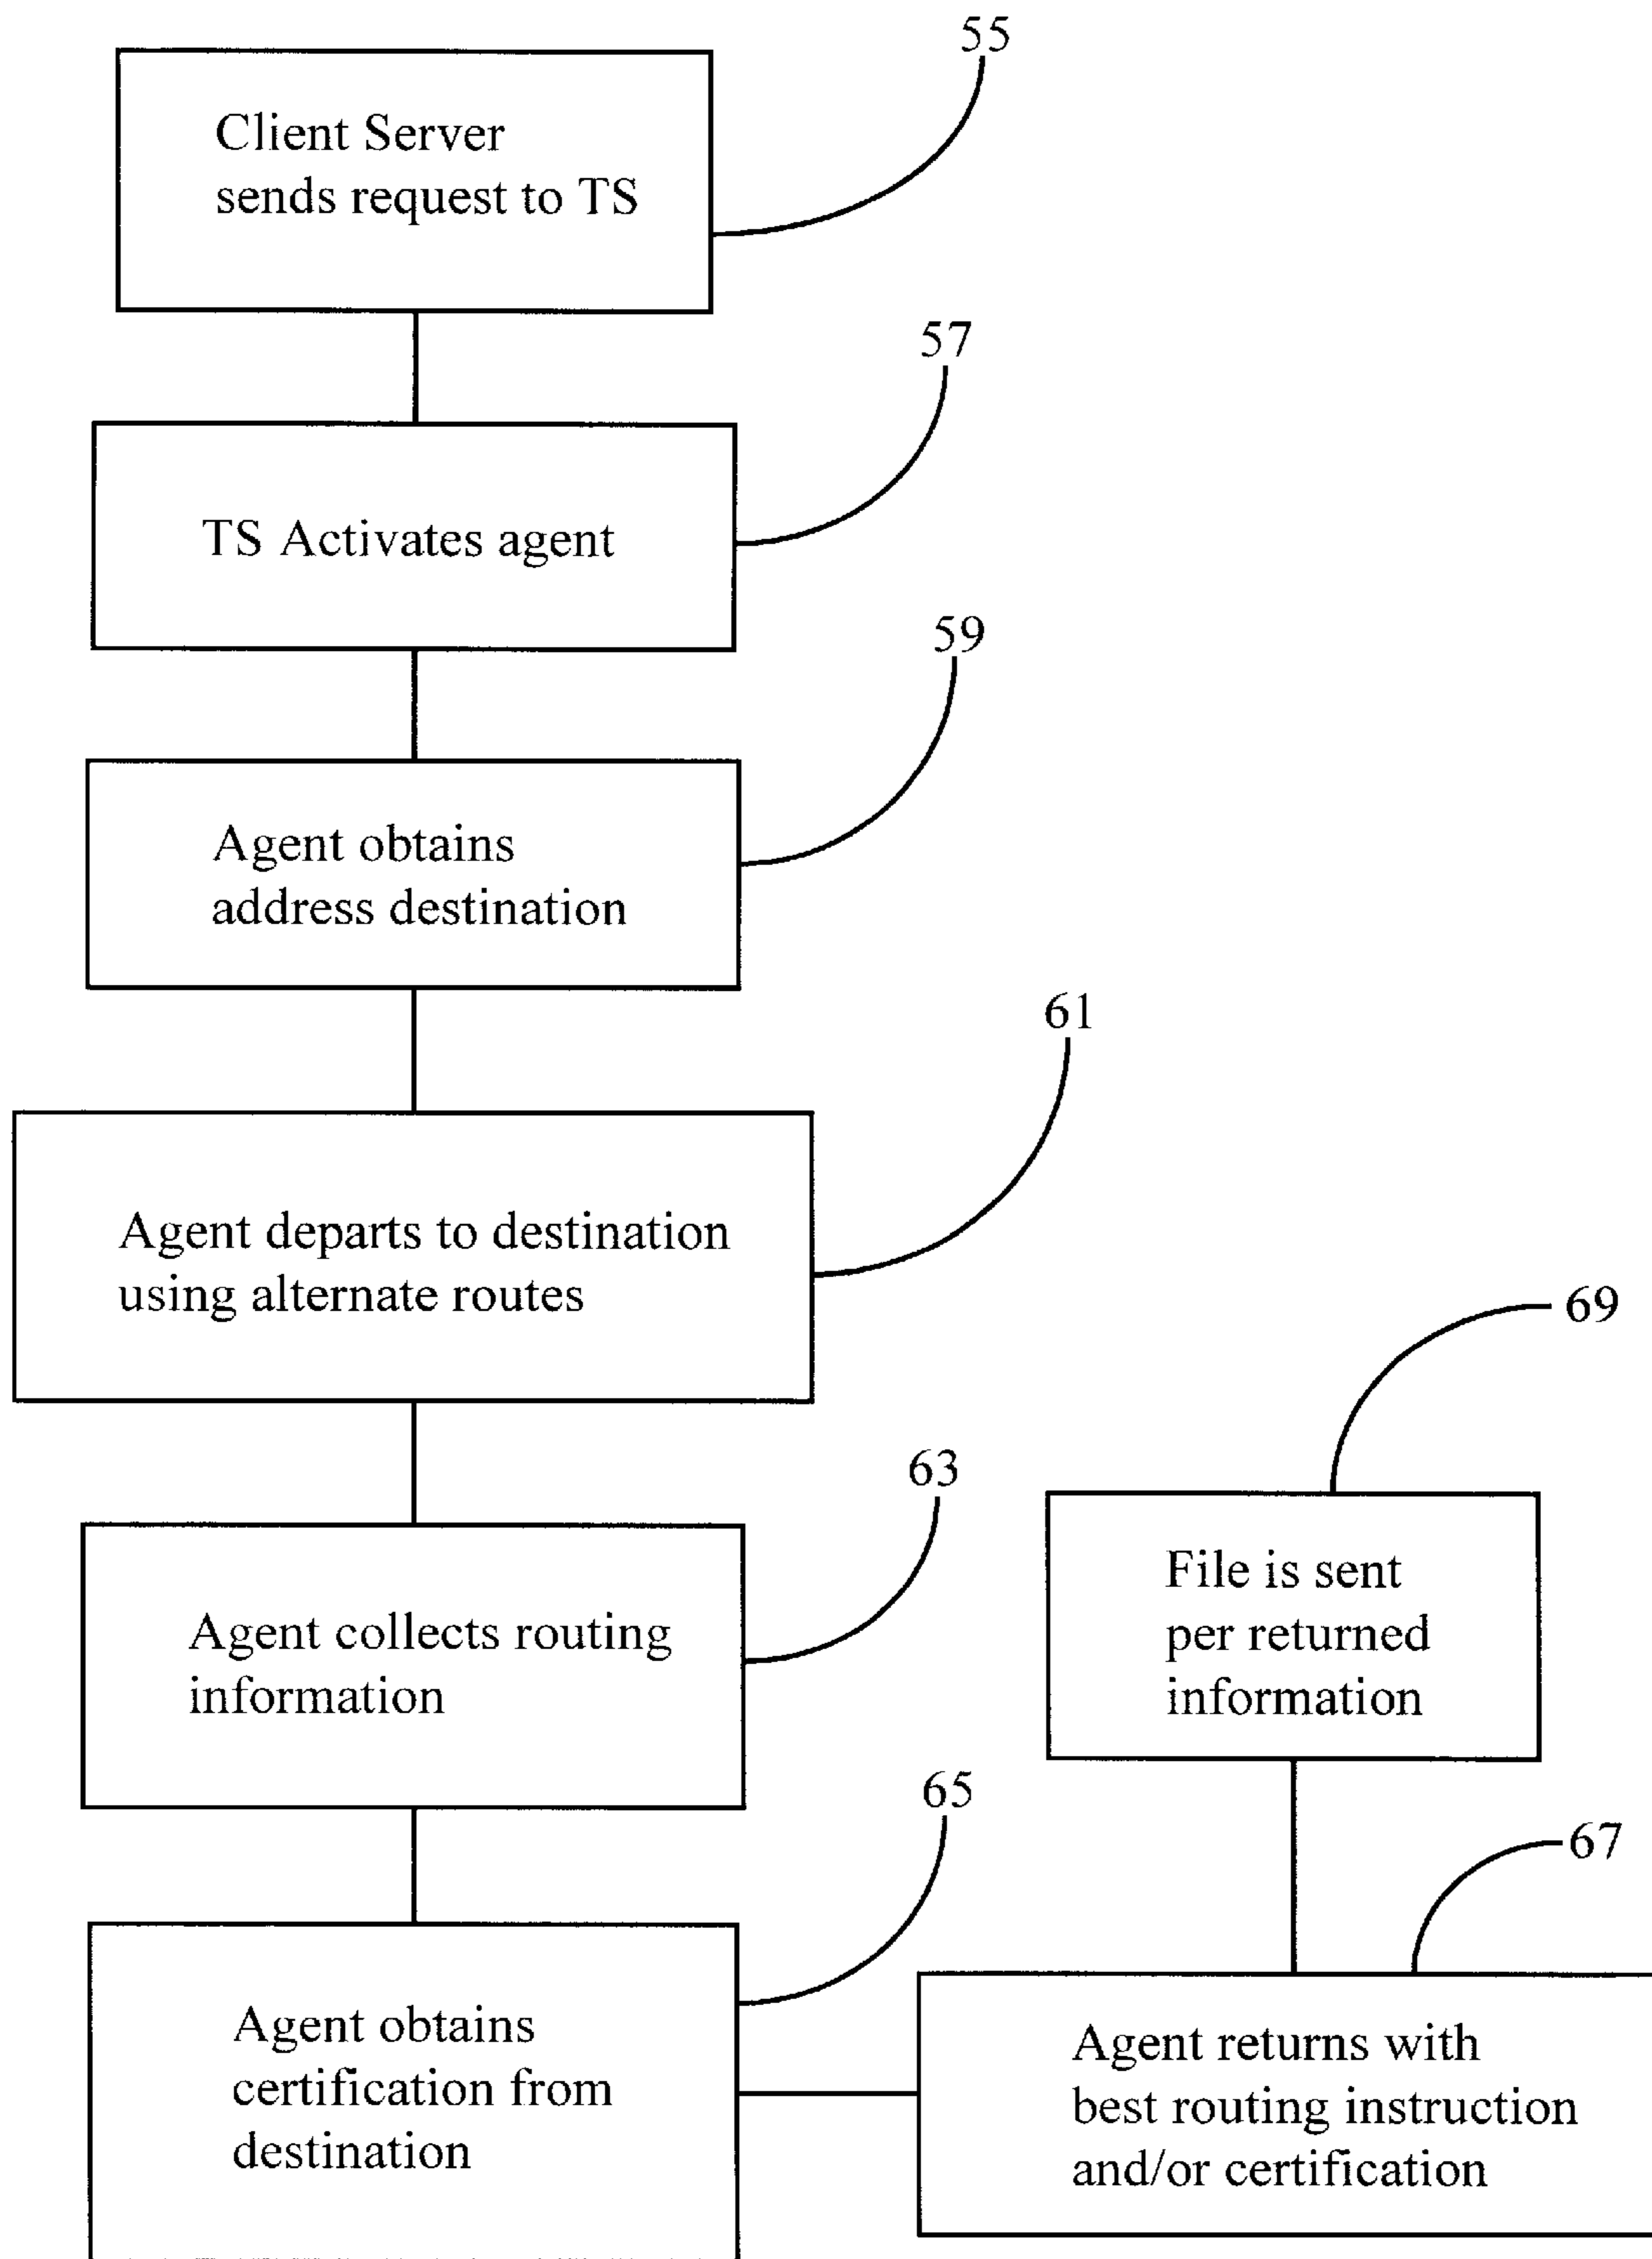 55
Client Server
sends request to TS
57
TS Activates agent
59
Agent obtains
address destination
61
Agent departs to destination
using alternate routes
63
Agent collects routing
information
65
Agent obtains
certification from
destination
67
Agent returns with
best routing instruction
and/or certification
69
File is sent
per returned
information